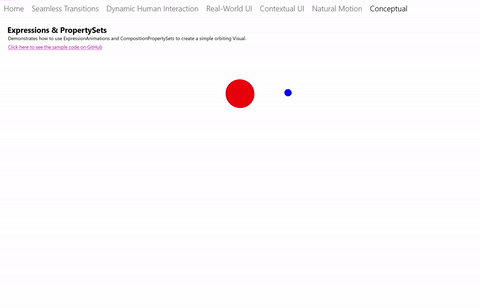 Home Seamless Transitions Dynamic Human Interaction Real-World UI Contextual UI Natural Motion Conceptual
Expressions & PropertySets
Demonstrates how to use ExpressionAnimations and CompositionPropertySets to create a simple orbiting Visual.
Click here to see the sample code on GitHub